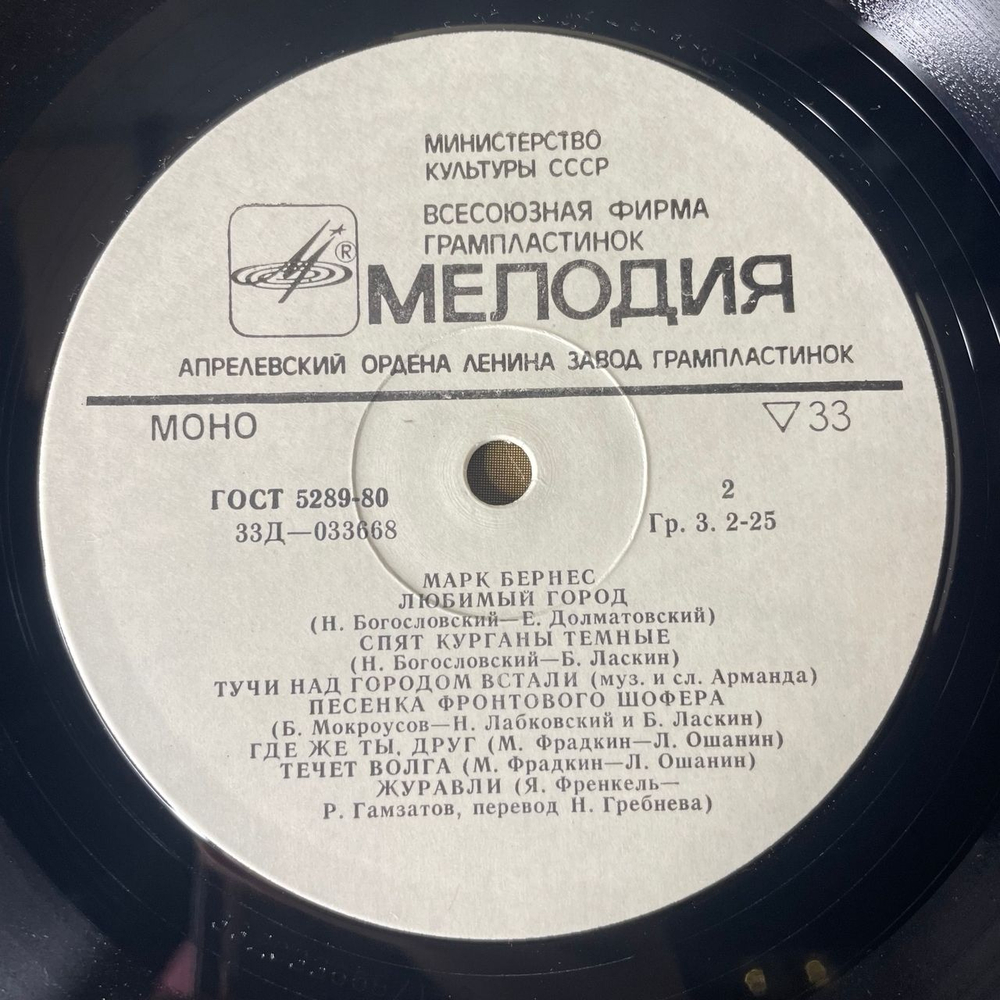 МИНИСТЕРСТВО
КУЛЬТУРЫ СССР
ВСЕСОЮЗНАЯ ФИРМА
ГРАМПЛАСТИНОК
®
МЕЛОДИЯ
АПРЕЛЕВСКИЙ ОРДЕНА ЛЕНИНА ЗАВОД ГРАМПЛАСТИНОК
МОНО
▽33
ГОСТ 5289-80
2
33Д—033668
Гр. 3. 2-25
МАРК БЕРНЕС
ЛЮБИМЫЙ ГОРОД
(Н. Богословский—Е. Долматовский)
СПЯТ КУРГАНЫ ТЕМНЫЕ
(Н. Богословский—Б. Ласкин)
ТУЧИ НАД ГОРОДОМ ВСТАЛИ (муз. и сл. Арманда)
ПЕСЕНКА ФРОНТОВОГО ШОФЕРА
(Б. Мокроусов—Н. Лабковский и Б. Ласкин)
ГДЕ ЖЕ ТЫ, ДРУГ (М. Фрадкин—Л. Ошанин)
ТЕЧЕТ ВОЛГА (М. Фрадкин—Л. Ошанин)
ЖУРАВЛИ (Я. Френкель—
Р. Гамзатов, перевод Н. Гребнева)